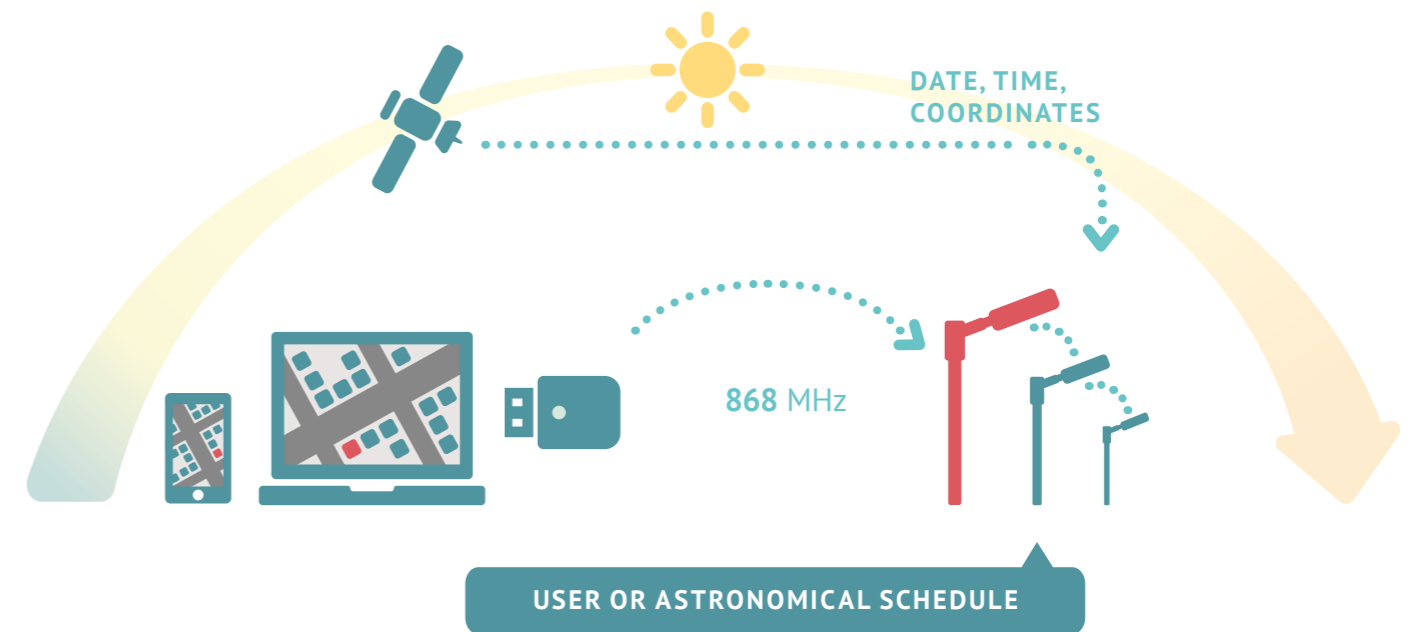 DATE, TIME,
COORDINATES
868 MHz
USER OR ASTRONOMICAL SCHEDULE